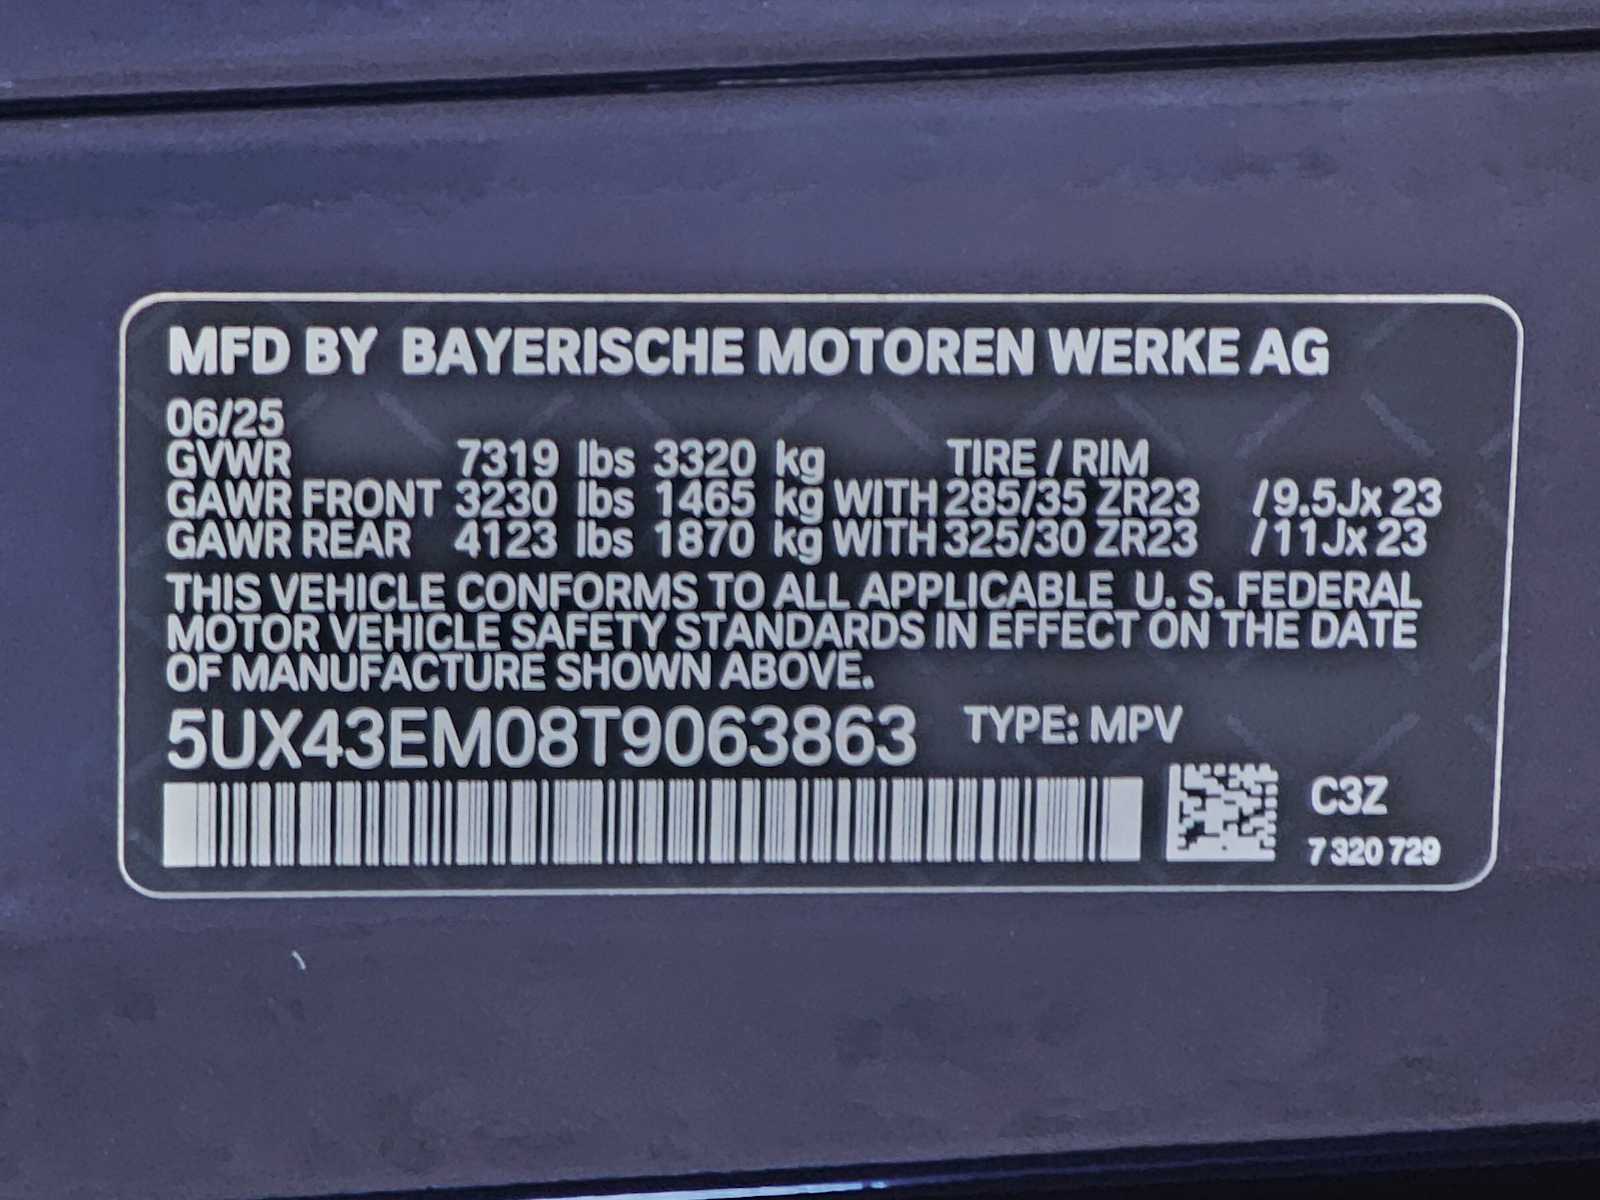 MFD BY BAYERISCHE MOTOREN WERKE AG
06/25
GVWR 7319 lbs 3320 kg TIRE / RIM
GAWR FRONT 3230 lbs 1465 kg WITH 285/35 ZR23 /9.5Jx 23
GAWR REAR 4123 lbs 1870 kg WITH 325/30 ZR23 /11Jx 23
THIS VEHICLE CONFORMS TO ALL APPLICABLE U. S. FEDERAL
MOTOR VEHICLE SAFETY STANDARDS IN EFFECT ON THE DATE
OF MANUFACTURE SHOWN ABOVE.
5UX43EM08T9063863 TYPE: MPV
C3Z
7 320 729